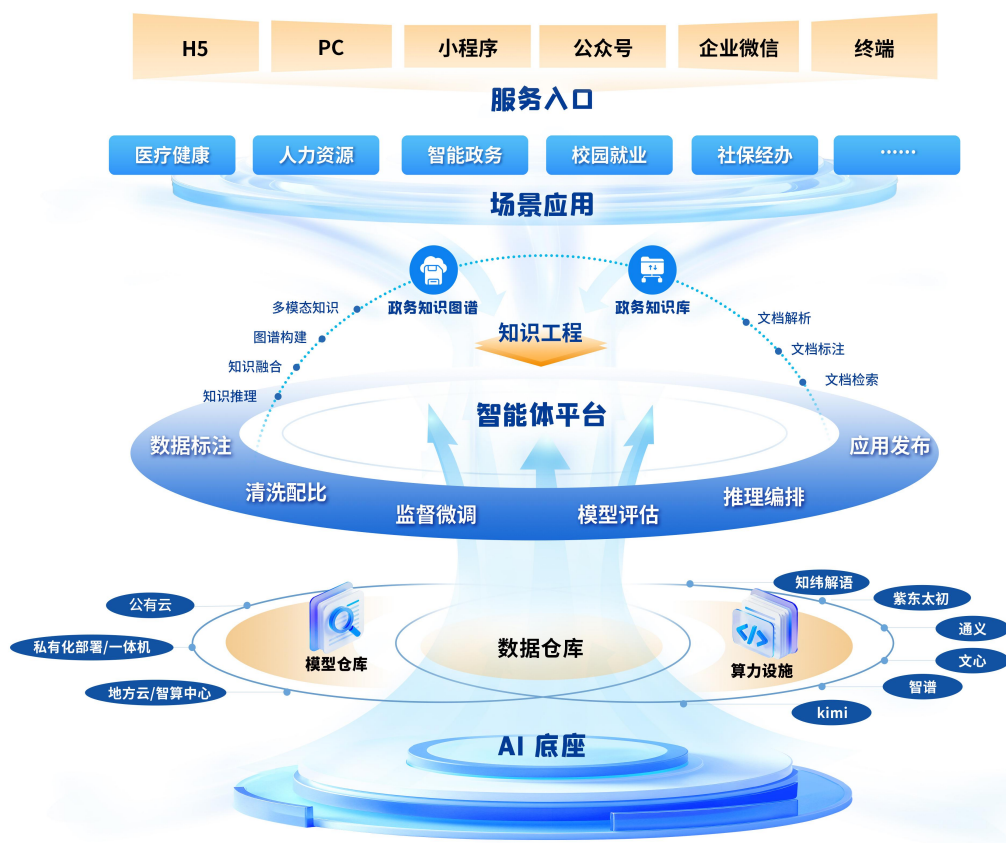 H5
PC
小程序
公众号
企业微信
终端
服务入口
医疗健康
人力资源
智能政务
校园就业
社保经办
……
场景应用
政务知识图谱
政务知识库
多模态知识
图谱构建
知识融合
知识推理
知识工程
文档解析
文档标注
文档检索
智能体平台
数据标注
清洗配比
监督微调
模型评估
推理编排
应用发布
公有云
私有化部署/一体机
地方云/智算中心
模型仓库
数据仓库
算力设施
知纬解语
紫东太初
通义
文心
智谱
kimi
AI 底座